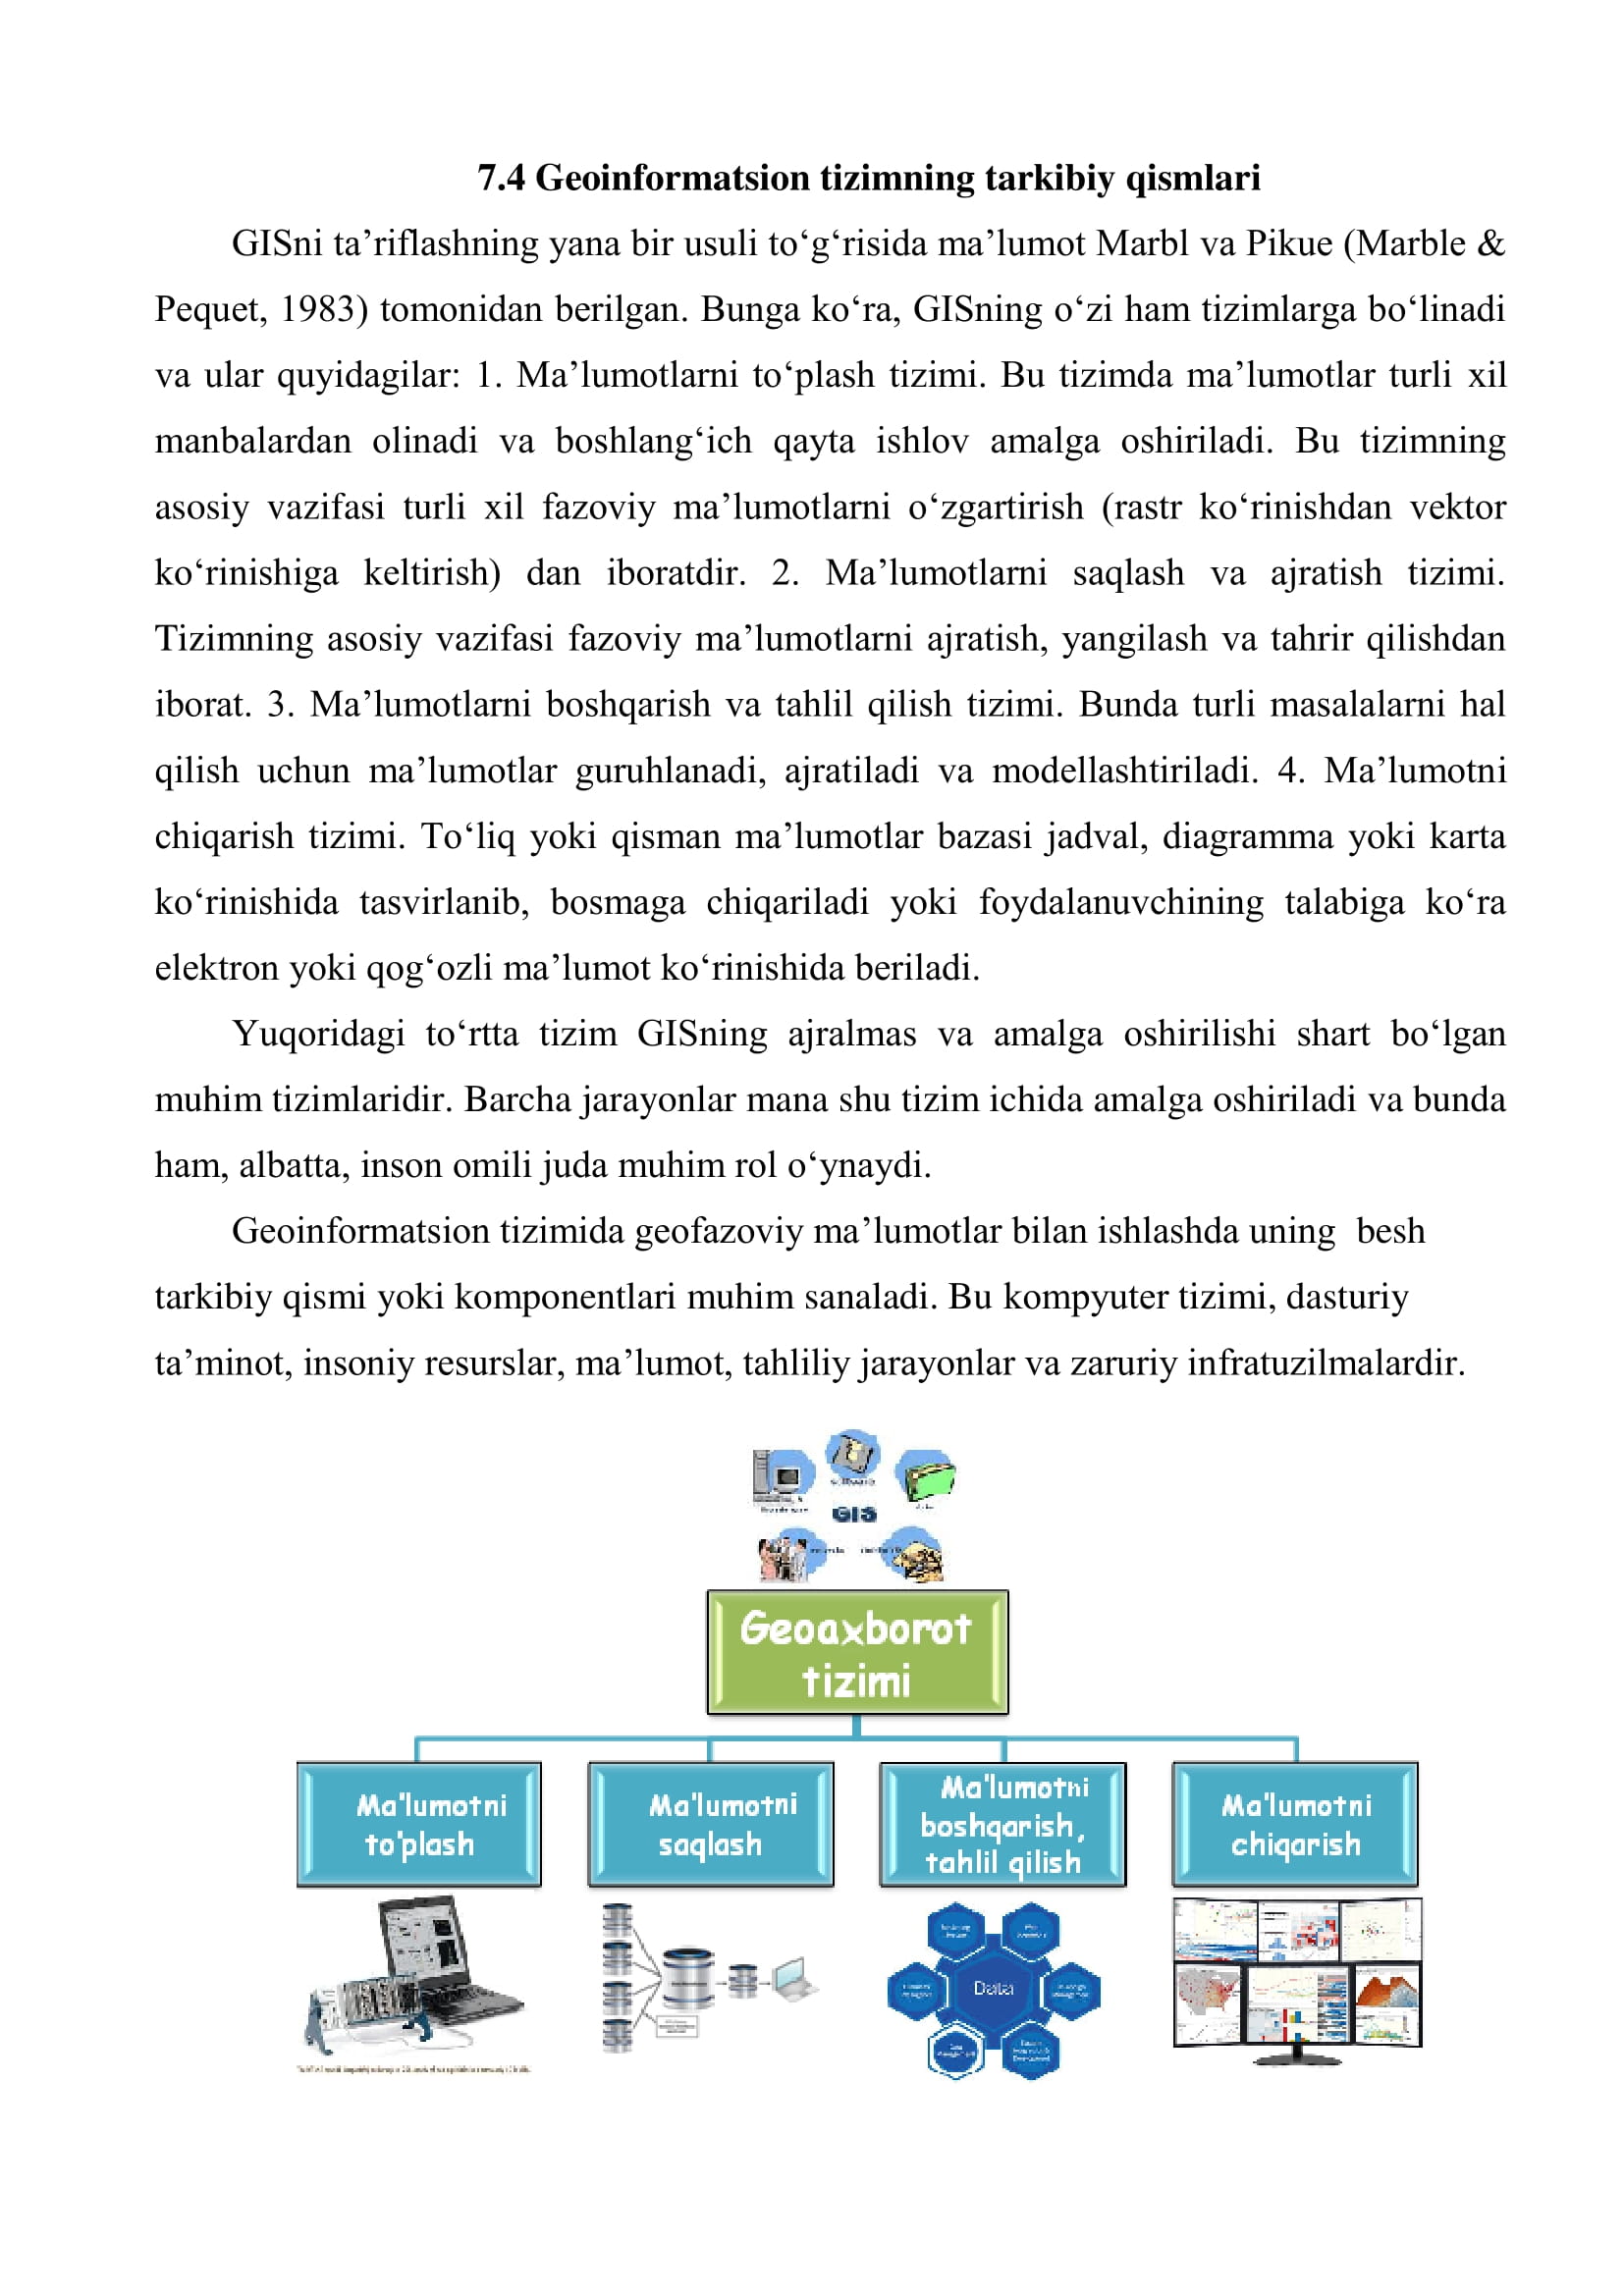 7.4 Geoinformatsion tizimning tarkibiy qismlari
GISni ta’riflashning yana bir usuli to‘g‘risida ma’lumot Marbl va Pikue (Marble &
Pequet, 1983) tomonidan berilgan. Bunga ko‘ra, GISning o‘zi ham tizimlarga bo‘linadi
va ular quyidagilar: 1. Ma’lumotlarni to‘plash tizimi. Bu tizimda ma’lumotlar turli xil
manbalardan olinadi va boshlang‘ich qayta ishlov amalga oshiriladi. Bu tizimning
asosiy vazifasi turli xil fazoviy ma’lumotlarni o‘zgartirish (rastr ko‘rinishdan vektor
ko‘rinishiga keltirish) dan iboratdir. 2. Ma’lumotlarni saqlash va ajratish tizimi.
Tizimning asosiy vazifasi fazoviy ma’lumotlarni ajratish, yangilash va tahrir qilishdan
iborat. 3. Ma’lumotlarni boshqarish va tahlil qilish tizimi. Bunda turli masalalarni hal
qilish uchun ma’lumotlar guruhlanadi, ajratiladi va modellashtiriladi. 4. Ma’lumotni
chiqarish tizimi. To‘liq yoki qisman ma’lumotlar bazasi jadval, diagramma yoki karta
ko‘rinishida tasvirlanib, bosmaga chiqariladi yoki foydalanuvchining talabiga ko‘ra
elektron yoki qog‘ozli ma’lumot ko‘rinishida beriladi.
Yuqoridagi to‘rtta tizim GISning ajralmas va amalga oshirilishi shart bo‘lgan
muhim tizimlaridir. Barcha jarayonlar mana shu tizim ichida amalga oshiriladi va bunda
ham, albatta, inson omili juda muhim rol o‘ynaydi.
Geoinformatsion tizimida geofazoviy ma’lumotlar bilan ishlashda uning besh
tarkibiy qismi yoki komponentlari muhim sanaladi. Bu kompyuter tizimi, dasturiy
ta’minot, insoniy resurslar, ma’lumot, tahliliy jarayonlar va zaruriy infratuzilmalardir.
GIS
Geoaxborot
tizimi
Ma'lumotni
to'plash
Ma'lumotni
saqlash
Ma'lumotni
boshqarish,
tahlil qilish
Ma'lumotni
chiqarish
Data